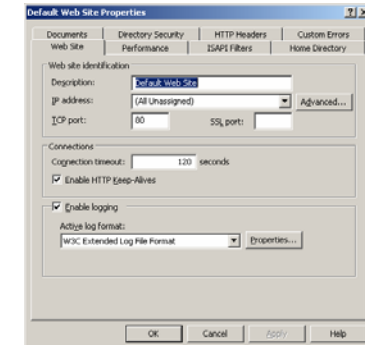 Default Web Site Properties
Documents Directory Security HTTP Headers Custom Errors
Web Site Performance ISAPI Filters Home Directory
Web site identification
Description: Default Web Site
IP address: (All Unassigned) Advanced...
TCP port: 80 SSL port:
Connections
Connection timeout: 120 seconds
Enable HTTP Keep-Alives
Enable logging
Active log format:
W3C Extended Log File Format Properties...
OK Cancel Apply Help